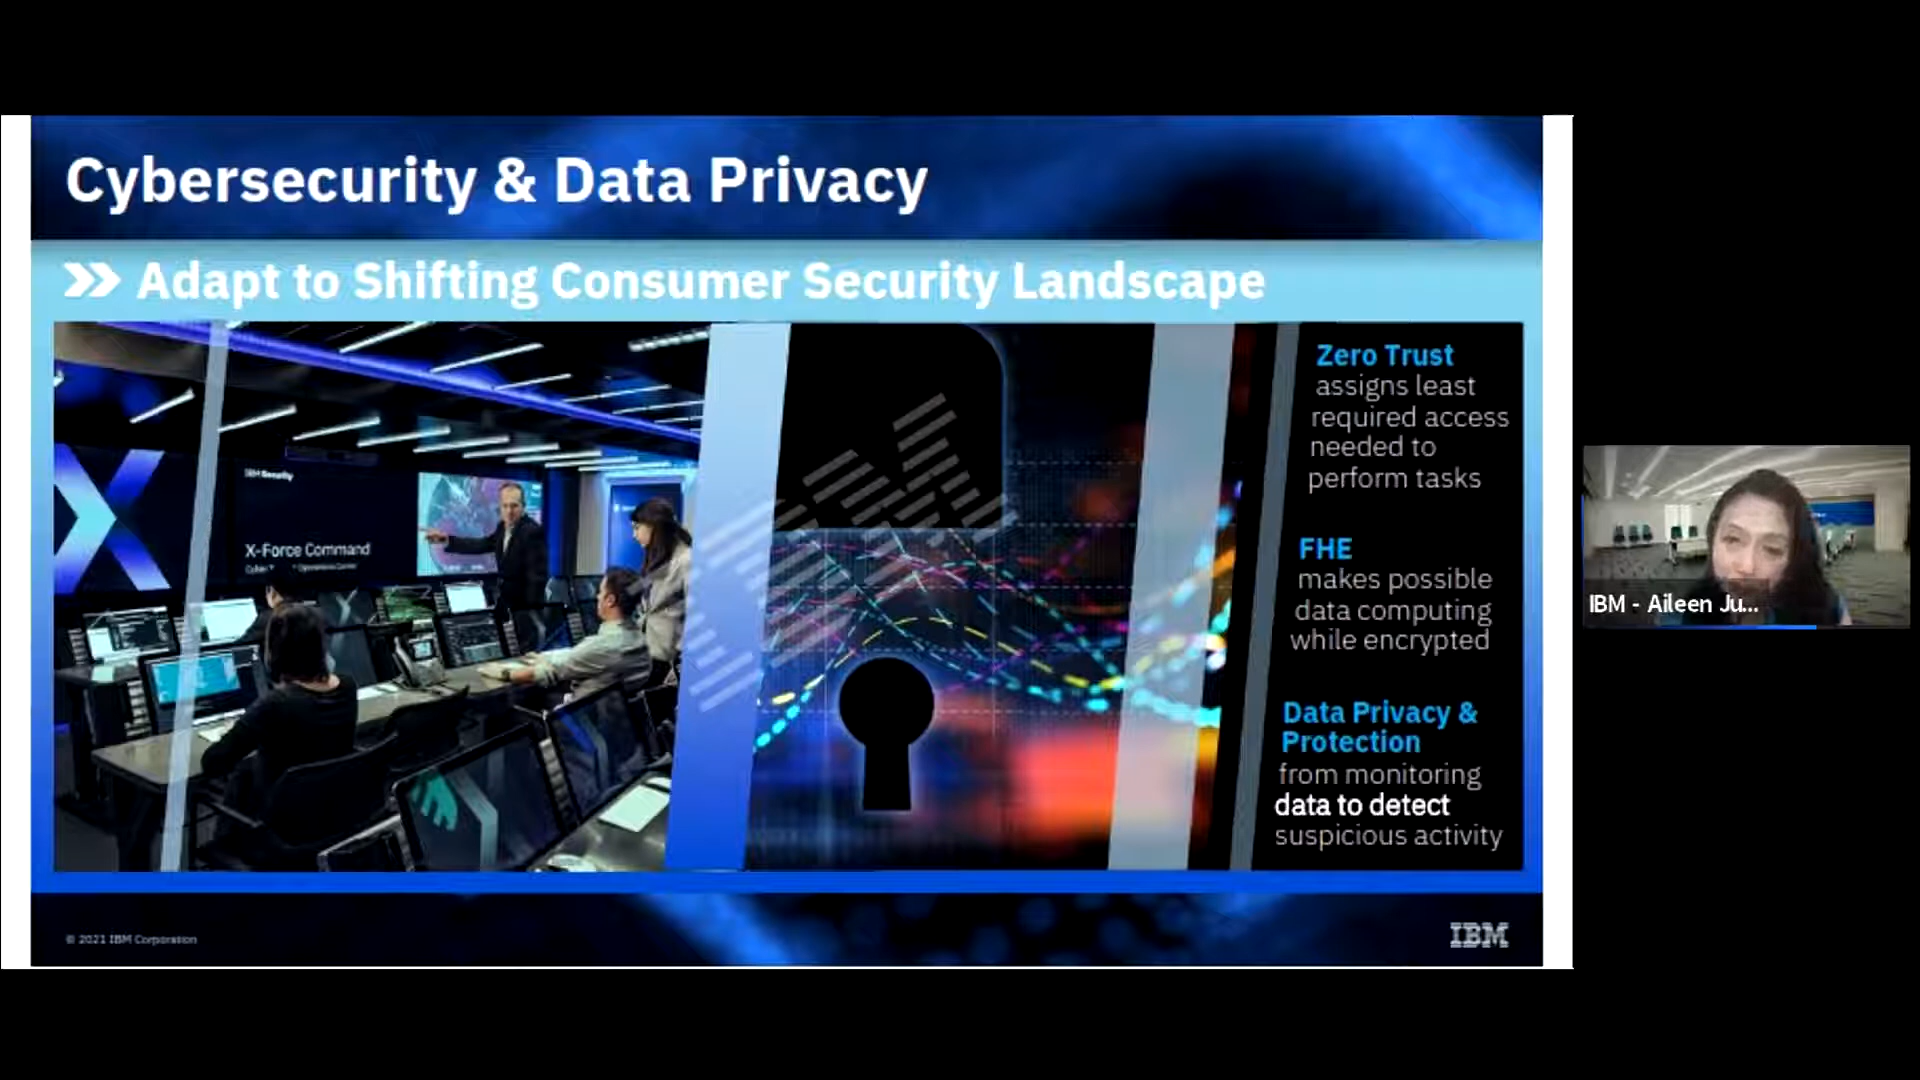 Cybersecurity & Data Privacy
Adapt to Shifting Consumer Security Landscape
IBM Security
X-Force Command
Zero Trust
assigns least
required access
needed to
perform tasks
FHE
makes possible
data computing
while encrypted
Data Privacy &
Protection
from monitoring
data to detect
suspicious activity
IBM - Aileen Ju...
© 2021 IBM Corporation
IBM